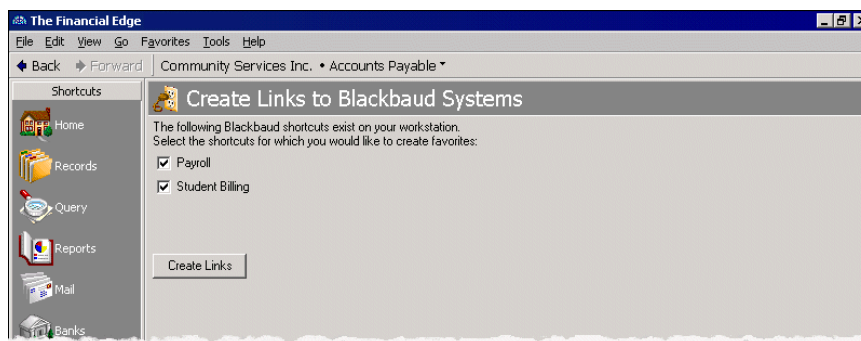 The Financial Edge
File Edit View Go Favorites Tools Help
Back Forward Community Services Inc. • Accounts Payable
Shortcuts
Create Links to Blackbaud Systems
Home
The following Blackbaud shortcuts exist on your workstation.
Select the shortcuts for which you would like to create favorites:
Payroll
Records
Student Billing
Query
Reports
Create Links
Mail
Banks